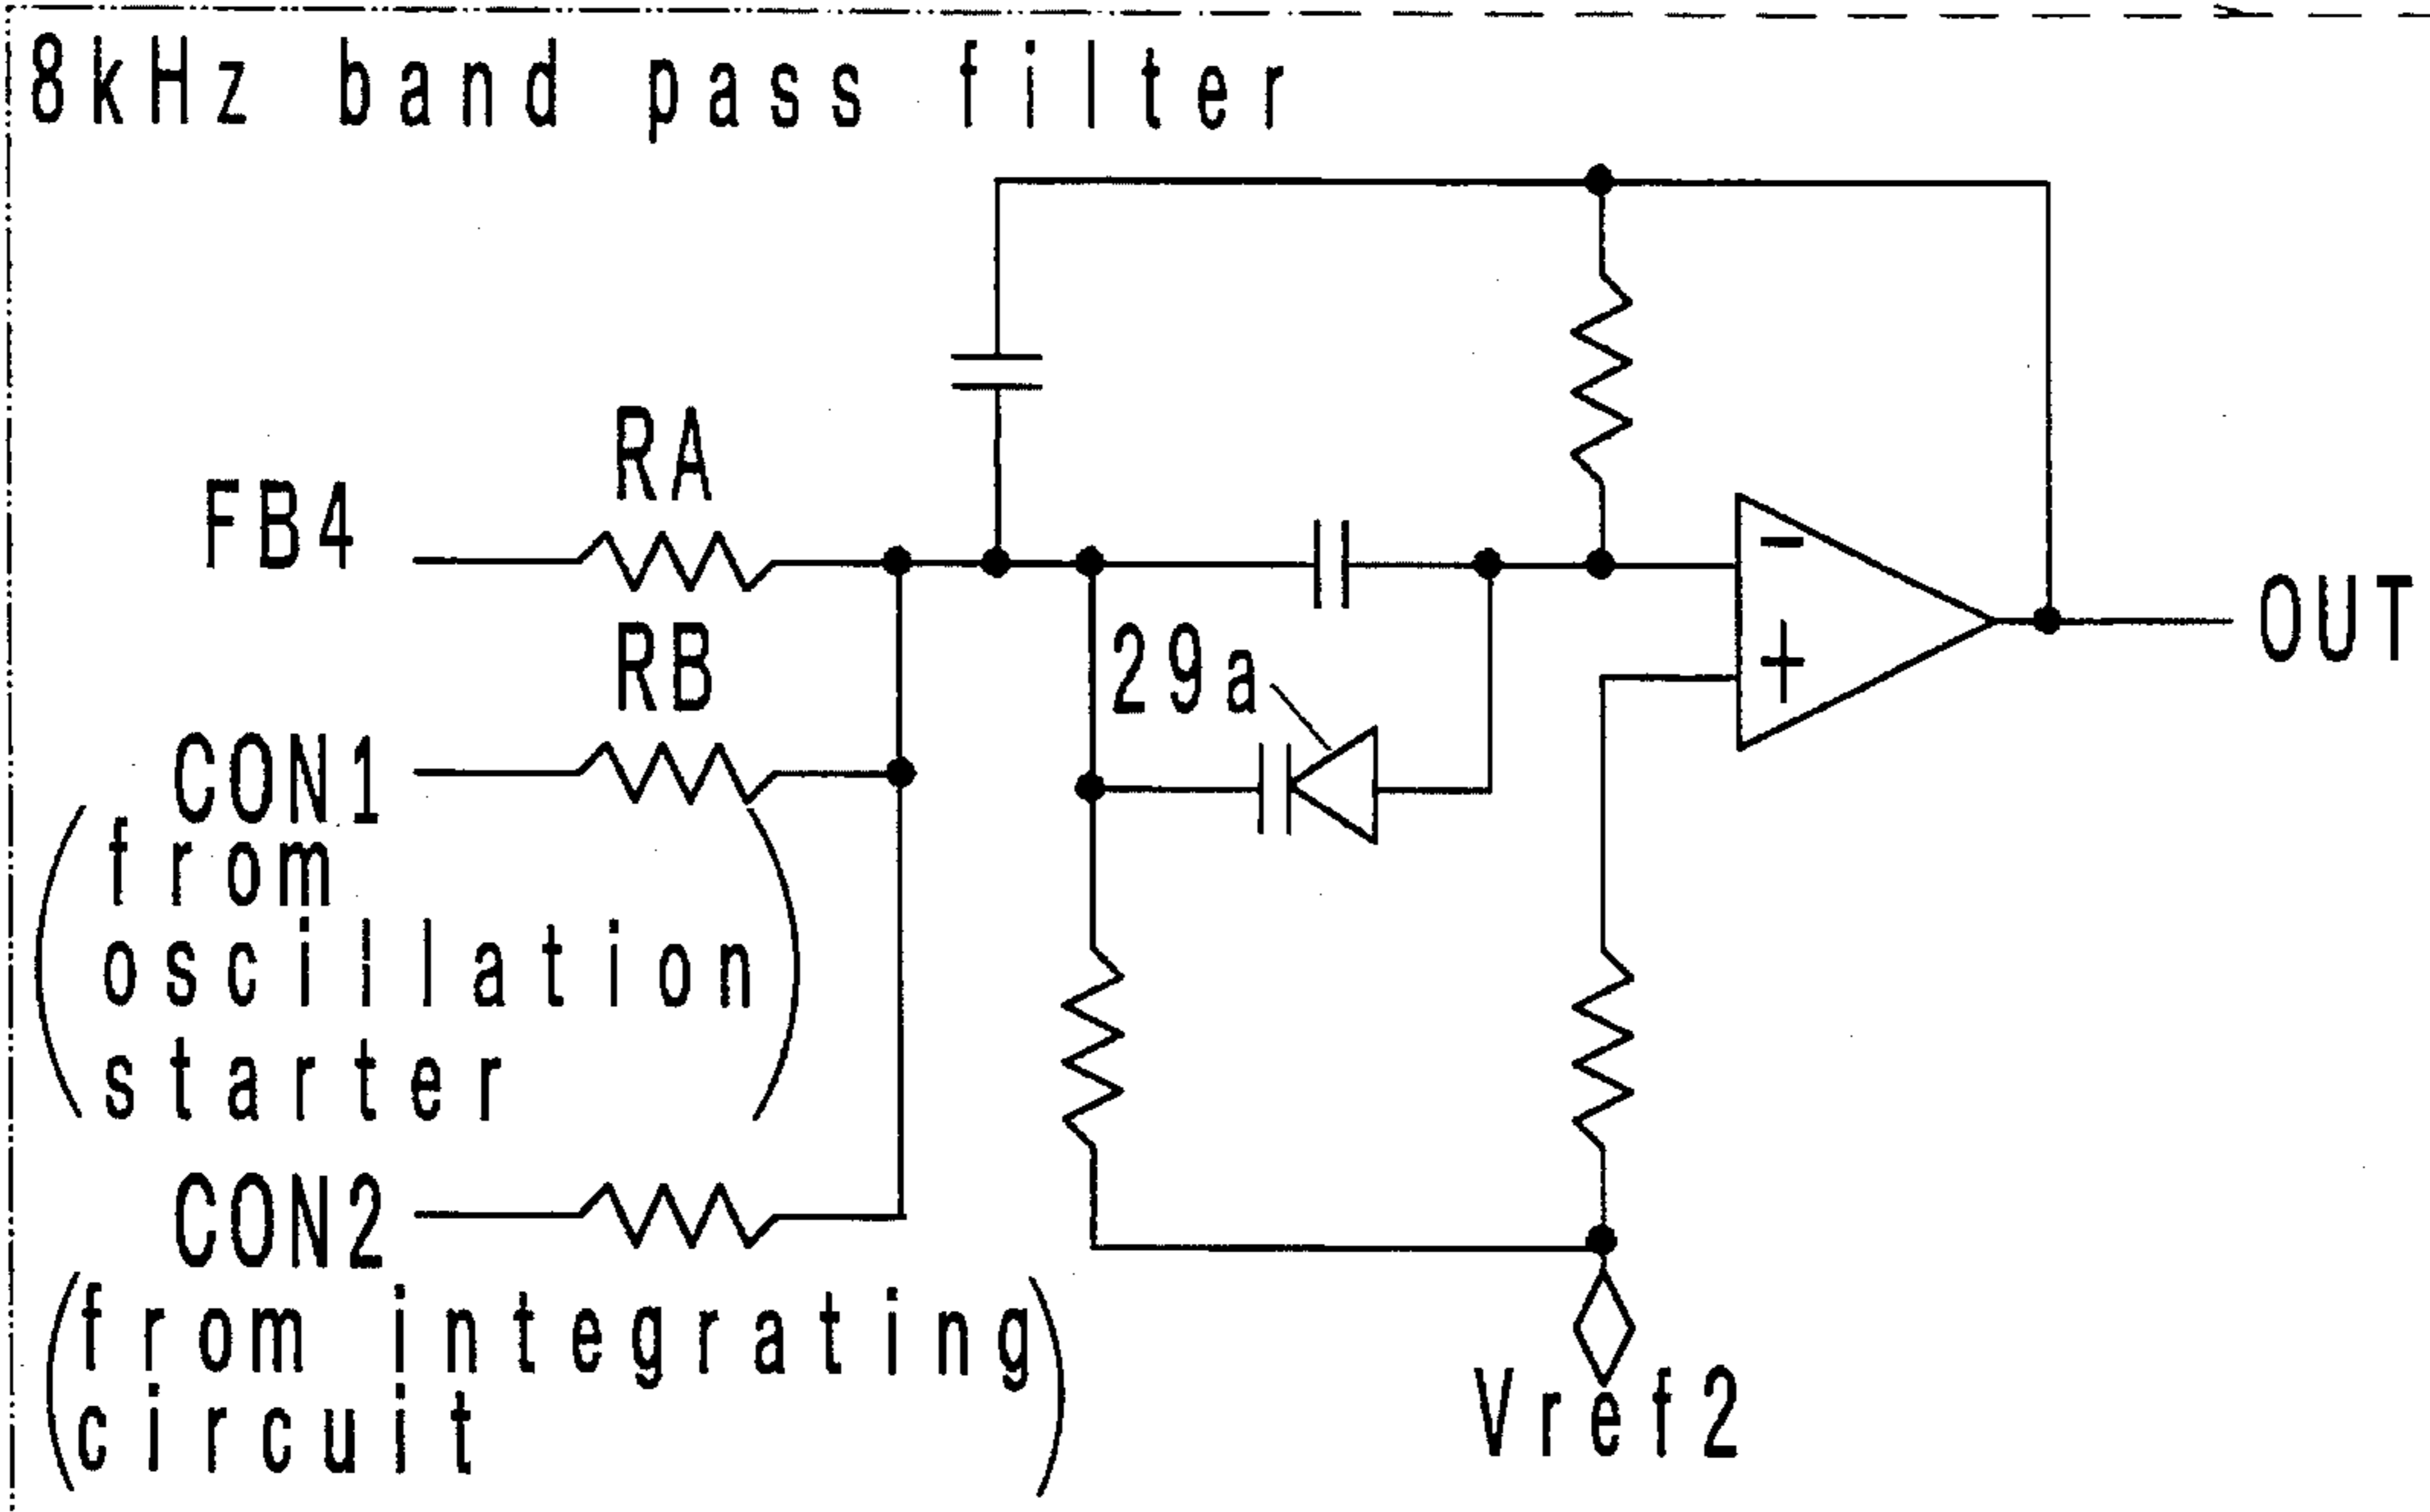 8kHz band pass filter
RA
FB4
RB
29a
-
+
OUT
CON1
(from
oscillation
starter)
CON2
(from integrating
circuit)
Vref2